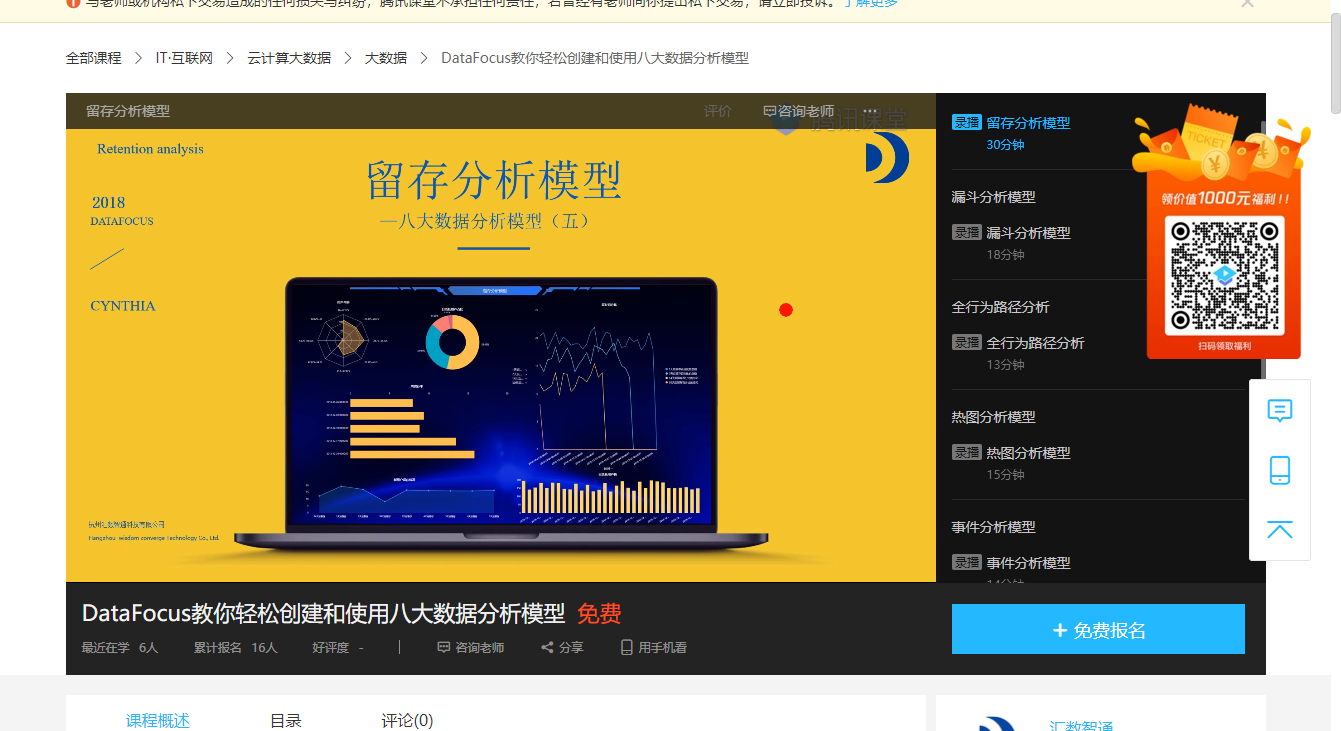 与老师或机构私下交易造成的任何损失与纠纷，腾讯课堂不承担任何责任，若曾经有老师向你提出私下交易，请立即投诉。了解更多
全部课程 > IT·互联网 > 云计算大数据 > 大数据 > DataFocus教你轻松创建和使用八大数据分析模型
留存分析模型 评价 咨询老师 ···
腾讯课堂
Retention analysis
留存分析模型
—八大数据分析模型（五）
2018
DATAFOCUS
CYNTHIA
留存分析模型
杭州汇数智通科技有限公司
Hangzhou wisdom converge Technology Co., Ltd.
录播 留存分析模型
30分钟
漏斗分析模型
录播 漏斗分析模型
18分钟
全行为路径分析
录播 全行为路径分析
13分钟
热图分析模型
录播 热图分析模型
15分钟
事件分析模型
录播 事件分析模型
14分钟
TICKET
领价值1000元福利!!
扫码领取福利
DataFocus教你轻松创建和使用八大数据分析模型 免费
最近在学 6人 累计报名 16人 好评度 - 咨询老师 分享 用手机看
+ 免费报名
课程概述 目录 评论(0)
汇数智通